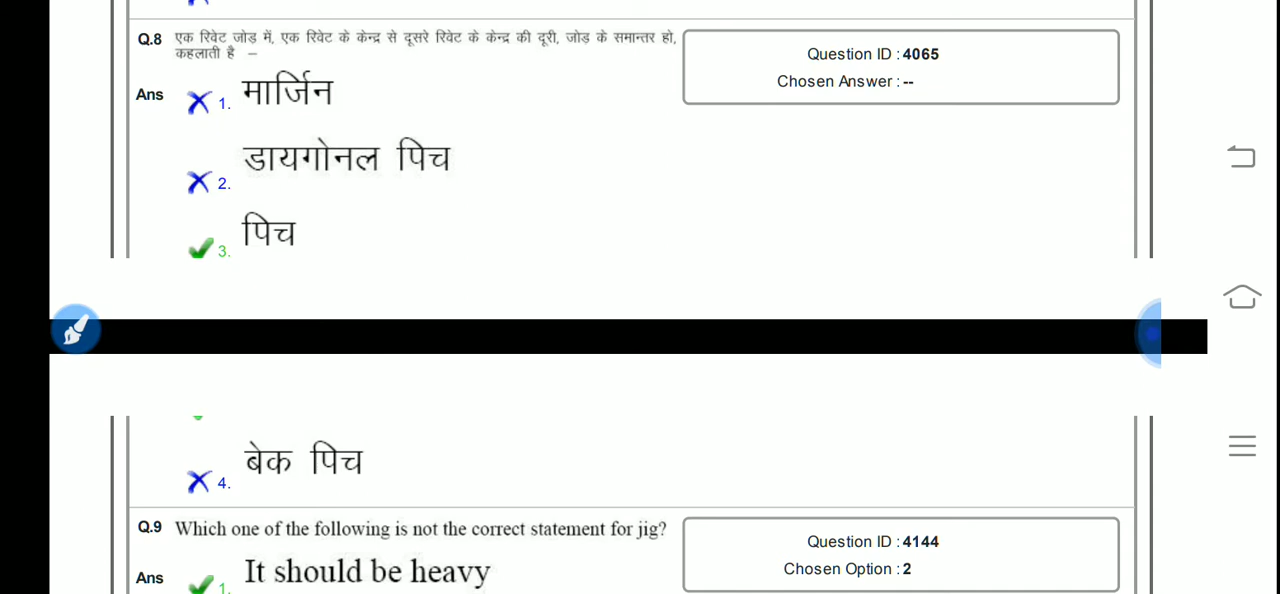 Q.8 एक रिवेट जोड़ में, एक रिवेट के केन्द्र से दूसरे रिवेट के केन्द्र की दूरी, जोड़ के समान्तर हो,
कहलाती है –
Question ID : 4065
Chosen Answer : --
Ans 1. मार्जिन
2. डायगोनल पिच
3. पिच
4. बेक पिच
Q.9 Which one of the following is not the correct statement for jig?
Question ID : 4144
Chosen Option : 2
Ans 1. It should be heavy